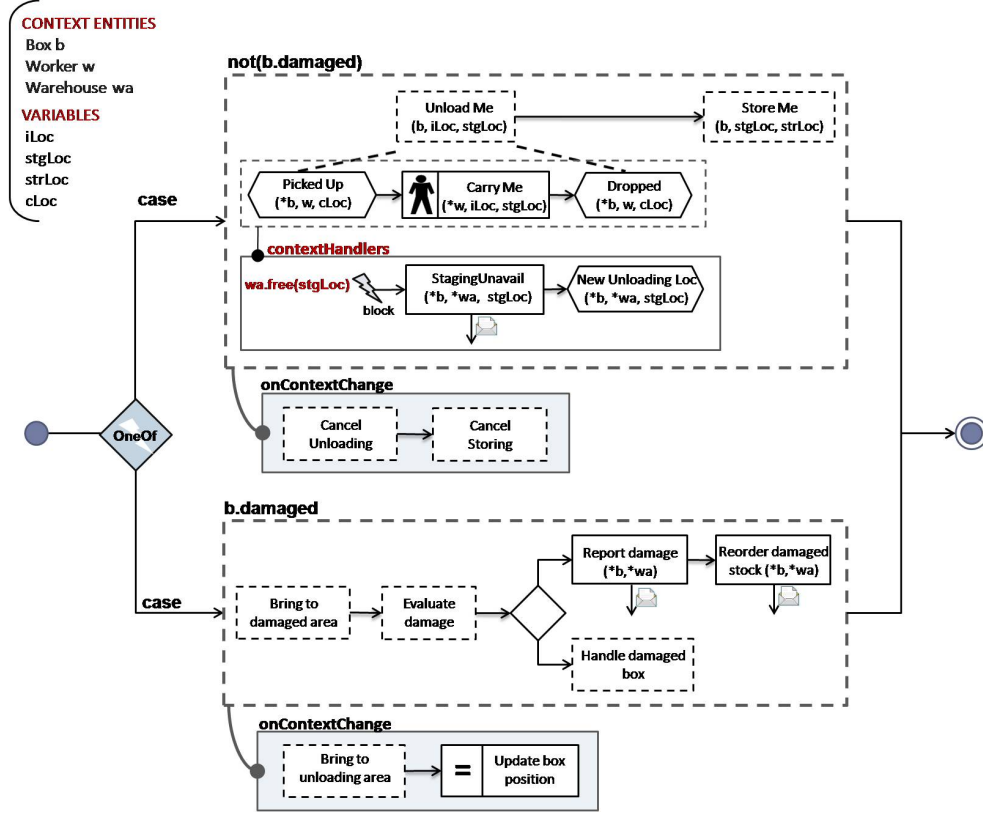 CONTEXT ENTITIES
Box b
Worker w
Warehouse wa
VARIABLES
iLoc
stgLoc
strLoc
cLoc
case
not(b.damaged)
Unload Me
(b, iLoc, stgLoc)
Store Me
(b, stgLoc, strLoc)
Picked Up
(*b, w, cLoc)
Carry Me
(*w, iLoc, stgLoc)
Dropped
(*b, w, cLoc)
contextHandlers
wa.free(stgLoc)
block
StagingUnavail
(*b, *wa, stgLoc)
New Unloading Loc
(*b, *wa, stgLoc)
onContextChange
Cancel
Unloading
Cancel
Storing
OneOf
b.damaged
case
Bring to
damaged area
Evaluate
damage
Report damage
(*b,*wa)
Reorder damaged
stock (*b,*wa)
Handle damaged
box
onContextChange
Bring to
unloading area
=
Update box
position